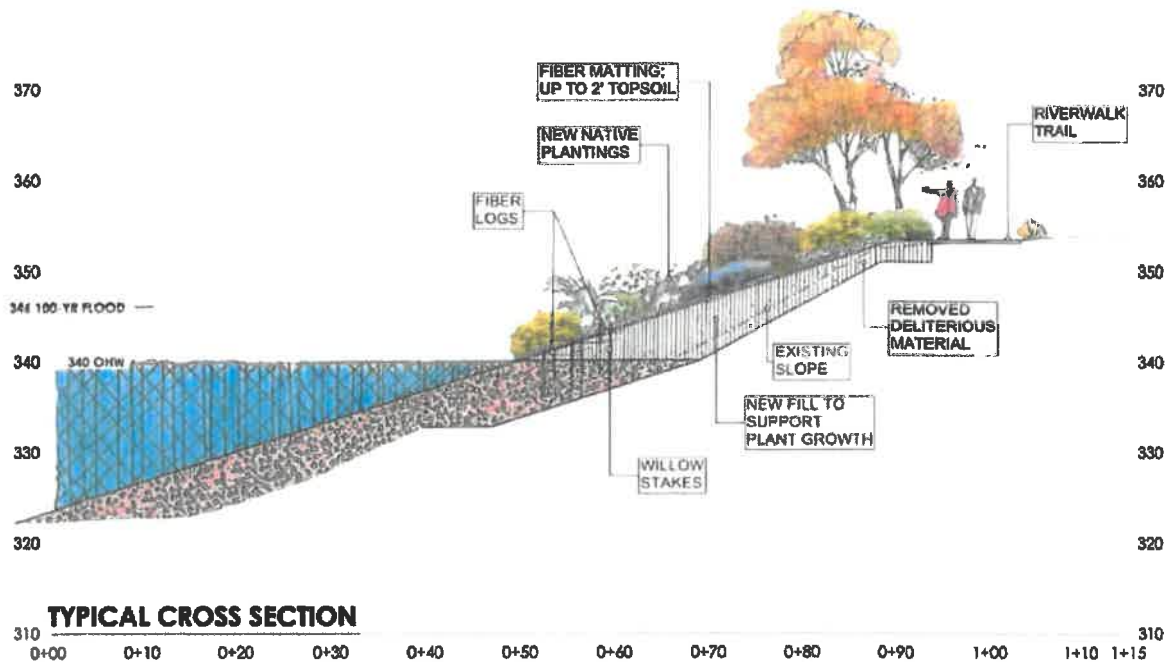 370
370
FIBER MATTING;
UP TO 2' TOPSOIL
RIVERWALK
TRAIL
NEW NATIVE
PLANTINGS
360
360
FIBER
LOGS
350
350
346 100-YR FLOOD
REMOVED
DELITERIOUS
MATERIAL
340
340 OHW
340
EXISTING
SLOPE
NEW FILL TO
SUPPORT
PLANT GROWTH
330
330
WILLOW
STAKES
320
320
TYPICAL CROSS SECTION
310
310
0+00 0+10 0+20 0+30 0+40 0+50 0+60 0+70 0+80 0+90 1+00 1+10 1+15